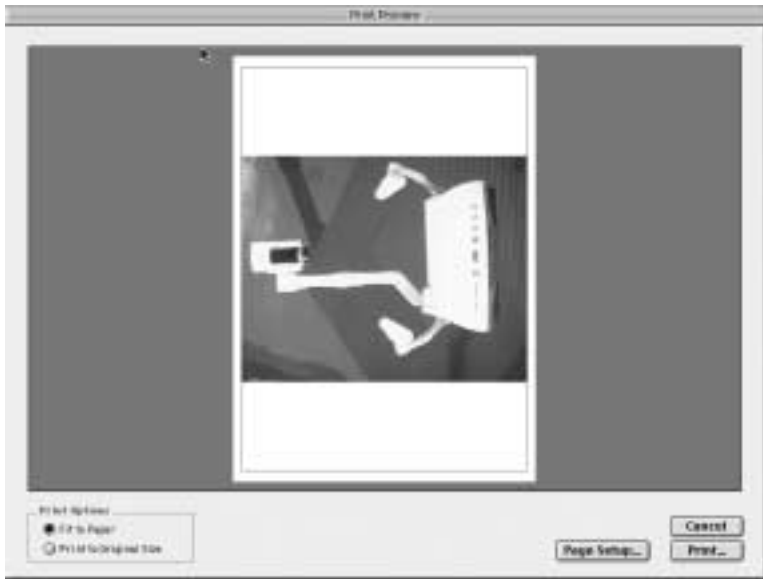 Print Preview
Print Options
Fit to Paper
Print to Original Size
Cancel
Page Setup...
Print...